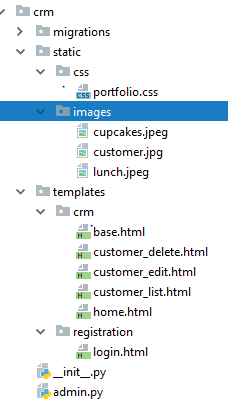 crm
migrations
static
css
portfolio.css
images
cupcakes.jpeg
customer.jpg
lunch.jpeg
templates
crm
base.html
customer_delete.html
customer_edit.html
customer_list.html
home.html
registration
login.html
__init__.py
admin.py